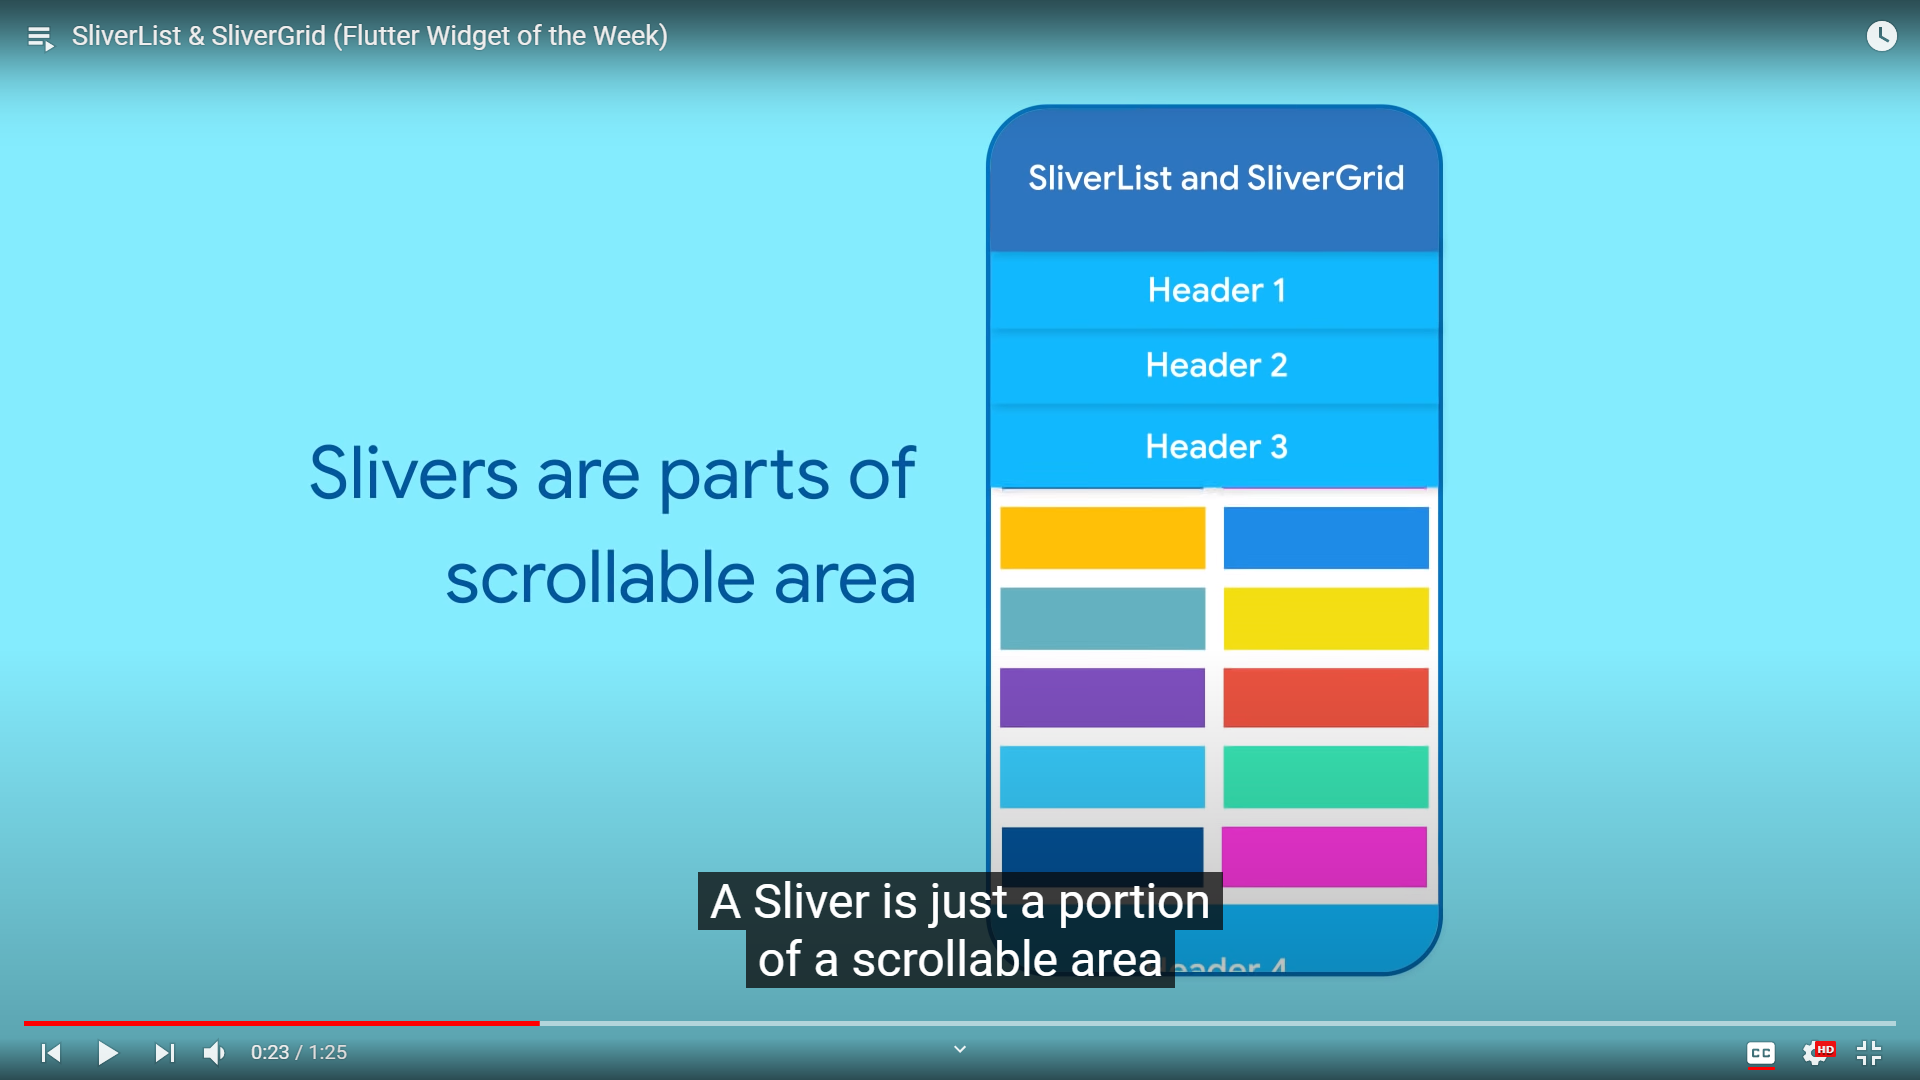 SliverList & SliverGrid (Flutter Widget of the Week)
SliverList and SliverGrid
Header 1
Header 2
Header 3
Slivers are parts of
scrollable area
A Sliver is just a portion
of a scrollable area
0:23 / 1:25
CC
HD